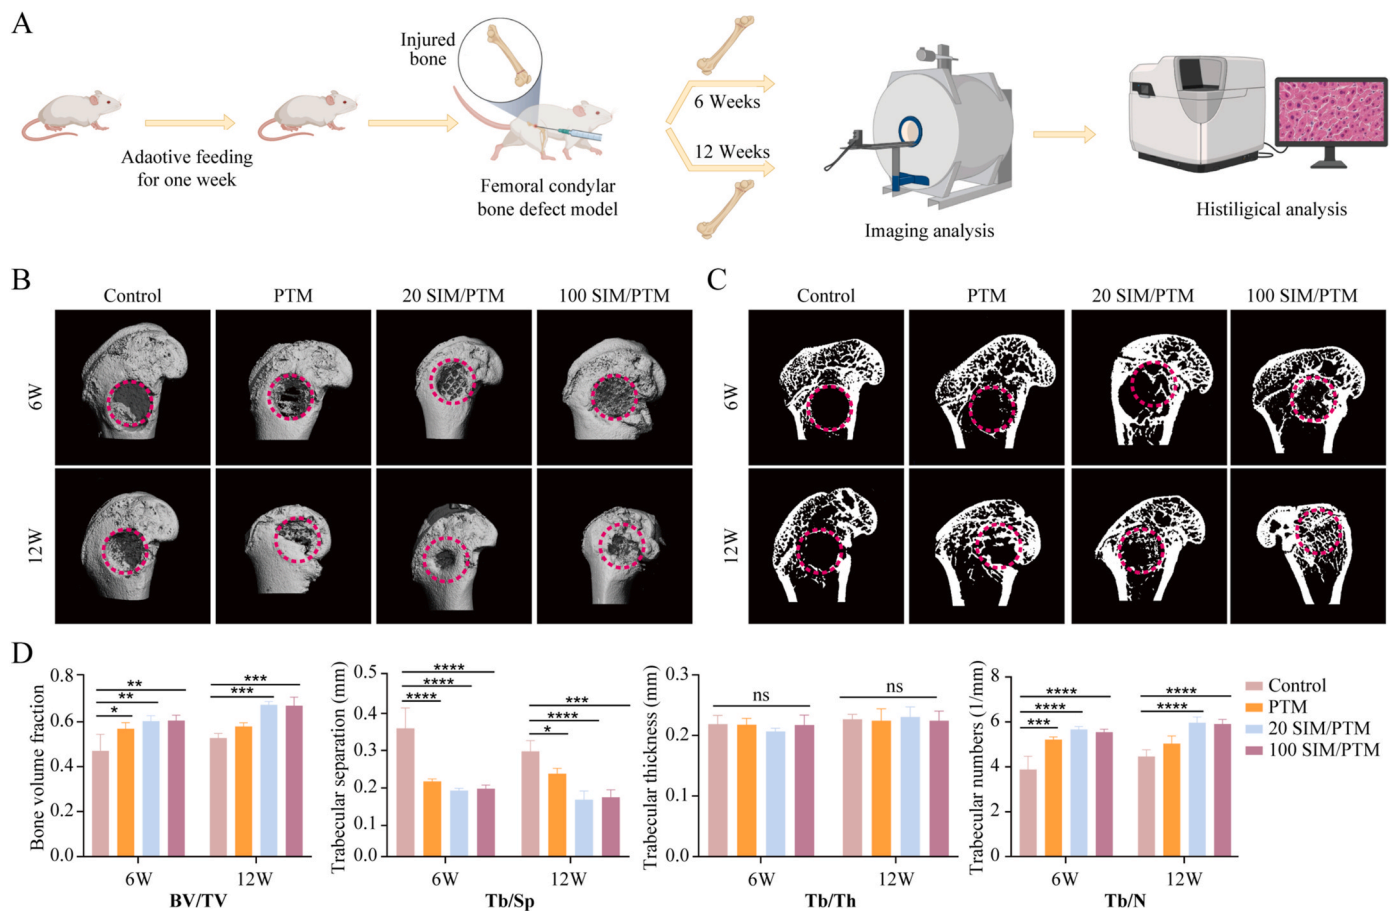 A
Injured
bone
Adaotive feeding
for one week
Femoral condylar
bone defect model
6 Weeks
12 Weeks
Imaging analysis
Histiligical analysis
B
Control
PTM
20 SIM/PTM
100 SIM/PTM
6W
12W
C
Control
PTM
20 SIM/PTM
100 SIM/PTM
6W
12W
D
Bone volume fraction
0.8
0.6
0.4
0.2
0.0
**
**
*
***
***
6W
12W
BV/TV
Trabecular separation (mm)
0.5
0.4
0.3
0.2
0.1
0.0
****
****
****
***
****
*
6W
12W
Tb/Sp
Trabecular thickness (mm)
0.3
0.2
0.1
0.0
ns
ns
6W
12W
Tb/Th
Trabecular numbers (1/mm)
8
6
4
2
0
****
****
***
****
****
6W
12W
Tb/N
Control
PTM
20 SIM/PTM
100 SIM/PTM